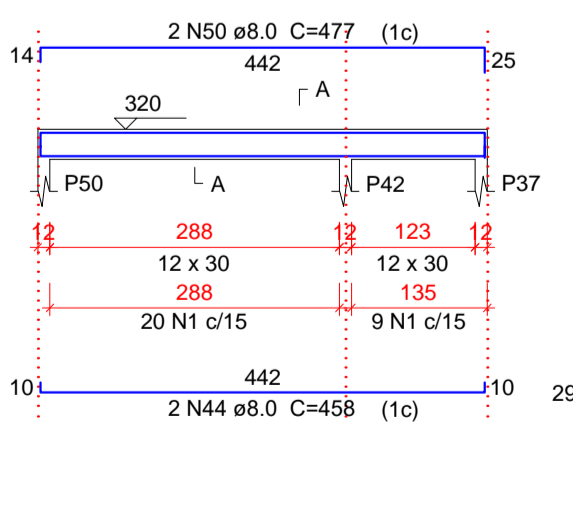 2 N50 ø8.0 C=477 (1c)
14 442 25
A
320
P50 A P42 P37
12 288 12 123 12
12 x 30 12 x 30
288 135
20 N1 c/15 9 N1 c/15
442
10 10 29
2 N44 ø8.0 C=458 (1c)